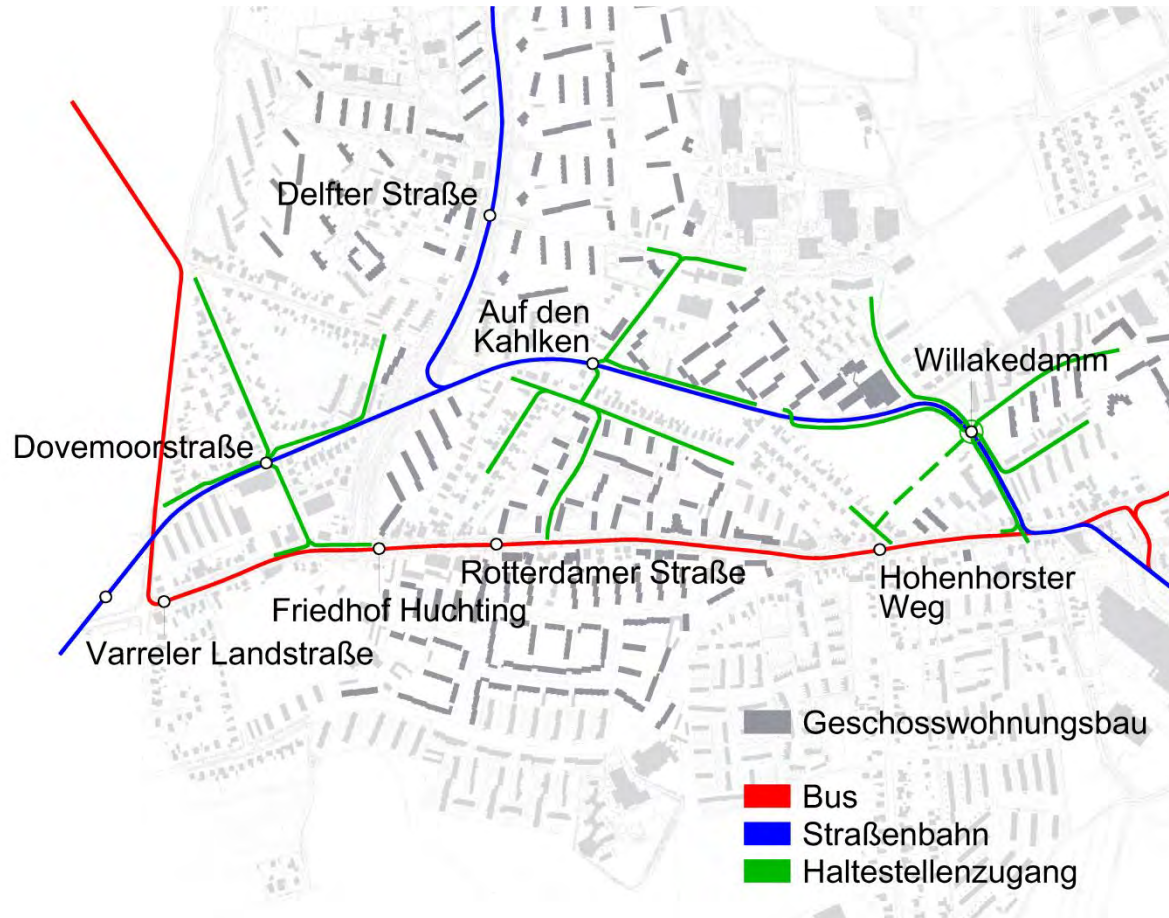 Delfter Straße
Auf den
Kahlken
Willakedamm
Dovemoorstraße
Rotterdamer Straße
Hohenhorster
Weg
Friedhof Huchting
Varreler Landstraße
Geschosswohnungsbau
Bus
Straßenbahn
Haltestellenzugang